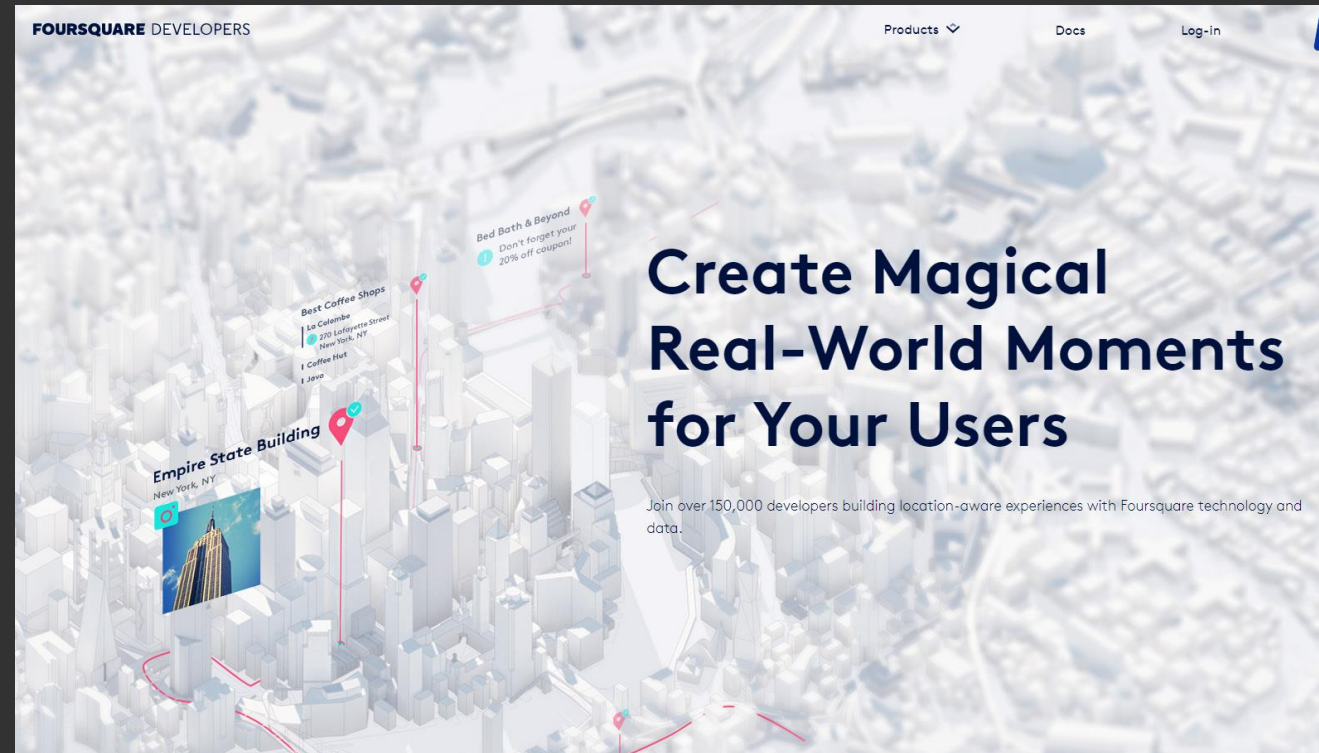 FOURSQUARE DEVELOPERS
Products
Docs
Log-in
Bed Bath & Beyond
Don't forget your
20% off coupon!
Best Coffee Shops
La Colombe
270 Lafayette Street
New York, NY
Coffee Hut
Java
Empire State Building
New York, NY
Create Magical
Real-World Moments
for Your Users
Join over 150,000 developers building location-aware experiences with Foursquare technology and
data.